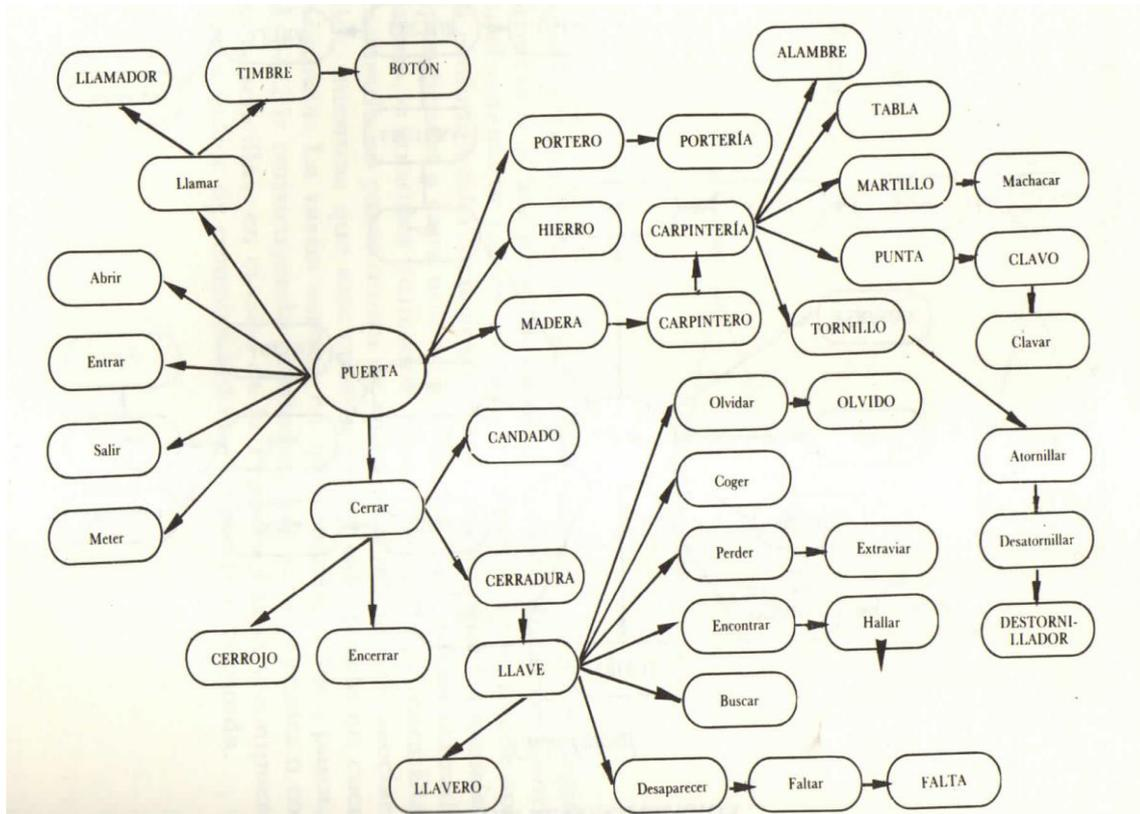 ALAMBRE
LLAMADOR
TIMBRE
BOTÓN
TABLA
PORTERO
PORTERÍA
Llamar
MARTILLO
Machacar
HIERRO
CARPINTERÍA
PUNTA
CLAVO
Abrir
MADERA
CARPINTERO
TORNILLO
Clavar
Entrar
PUERTA
Olvidar
OLVIDO
Salir
CANDADO
Atornillar
Coger
Cerrar
Meter
Perder
Extraviar
Desatornillar
CERRADURA
Encontrar
Hallar
DESTORNI-
LLADOR
CERROJO
Encerrar
LLAVE
Buscar
LLAVERO
Desaparecer
Faltar
FALTA